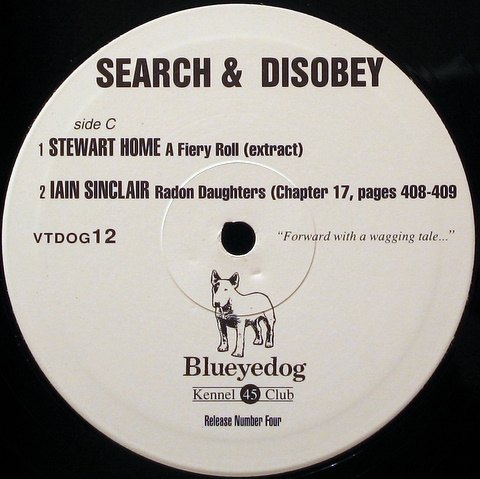 SEARCH & DISOBEY
side C
1 STEWART HOME A Fiery Roll (extract)
2 IAIN SINCLAIR Radon Daughters (Chapter 17, pages 408-409
VTDOG12
"Forward with a wagging tale..."
Blueyedog
Kennel 45 Club
Release Number Four